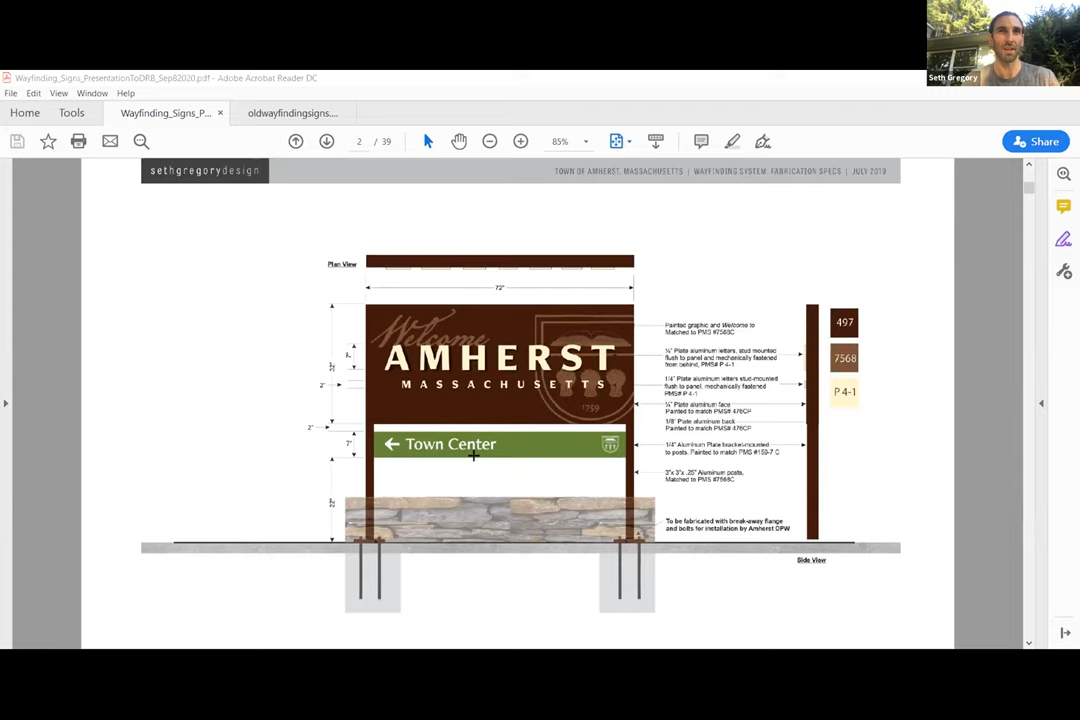 Seth Gregory
Wayfinding_Signs_PresentationToDRB_Sep82020.pdf - Adobe Acrobat Reader DC
File Edit View Window Help
Home Tools Wayfinding_Signs_P... × oldwayfindingsigns....
2 / 39 85% Share
sethgregorydesign
TOWN OF AMHERST, MASSACHUSETTS | WAYFINDING SYSTEM: FABRICATION SPECS | JULY 2019
Plan View
72"
Welcome
AMHERST
MASSACHUSETTS
1759
2"
2"
7"
22"
Town Center
Painted graphic and Welcome to
Matched to PMS #7568C
½" Plate aluminum letters, stud mounted
flush to panel and mechanically fastened
from behind, PMS# P 4-1
1/4" Plate aluminum letters stud-mounted
flush to panel, mechanically fastened
PMS# P 4-1
Plate aluminum face
Painted to match PMS# 476CP
1/8" Plate aluminum back
Painted to match PMS# 476CP
1/4" Aluminum Plate bracket-mounted
to posts. Painted to match PMS #159-7 C
3"x 3"x .25" Aluminum posts,
Matched to PMS #7568C
To be fabricated with break-away flange
and bolts for installation by Amherst DPW
497
7568
P 4-1
Side View